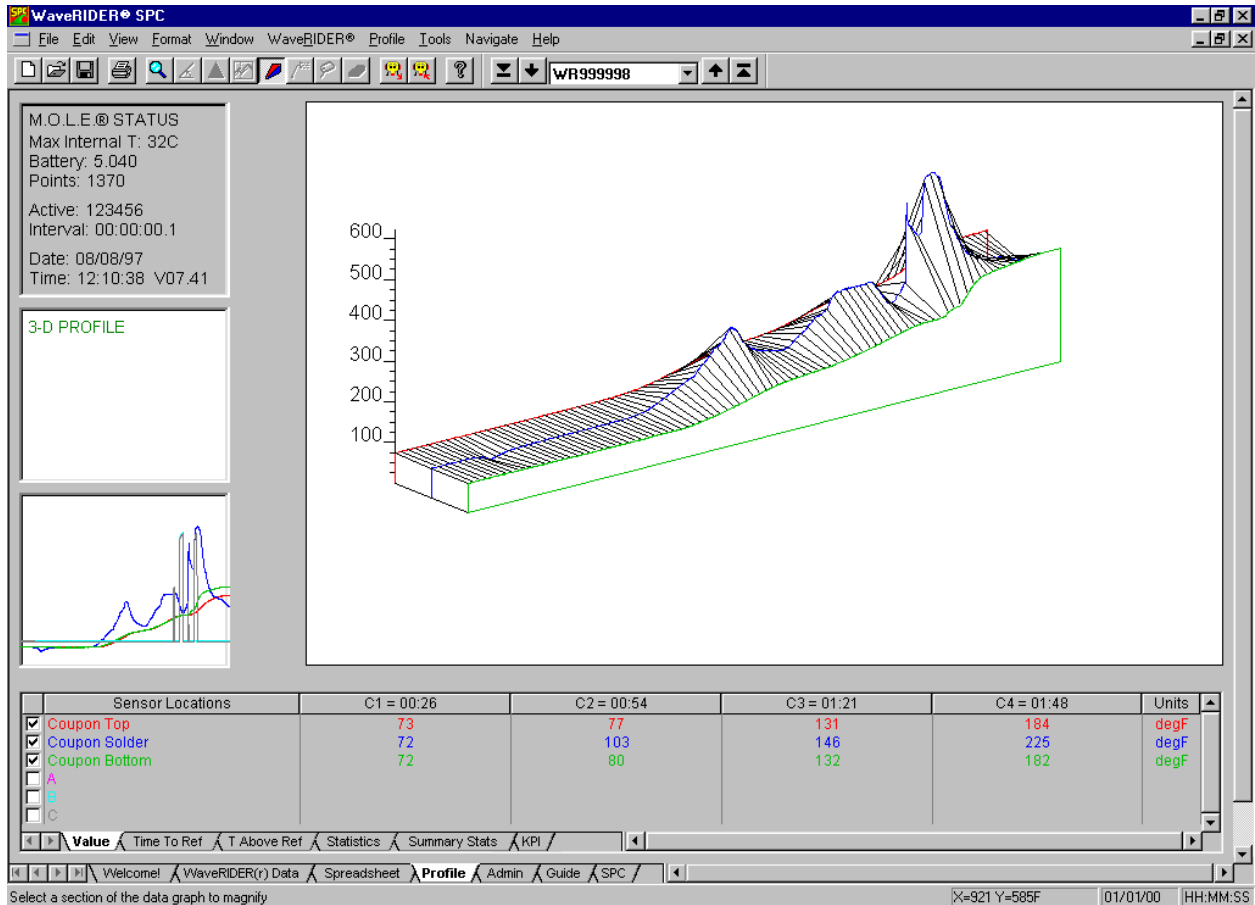 WaveRIDER® SPC
File Edit View Format Window WaveRIDER® Profile Tools Navigate Help
WR999998
M.O.L.E.® STATUS
Max Internal T: 32C
Battery: 5.040
Points: 1370
Active: 123456
Interval: 00:00:00.1
Date: 08/08/97
Time: 12:10:38 V07.41
3-D PROFILE
600
500
400
300
200
100
Sensor Locations C1 = 00:26 C2 = 00:54 C3 = 01:21 C4 = 01:48 Units
Coupon Top 73 77 131 184 degF
Coupon Solder 72 103 146 225 degF
Coupon Bottom 72 80 132 182 degF
A
B
C
Value Time To Ref T Above Ref Statistics Summary Stats KPI
Welcome! WaveRIDER(r) Data Spreadsheet Profile Admin Guide SPC
Select a section of the data graph to magnify X=921 Y=585F 01/01/00 HH:MM:SS